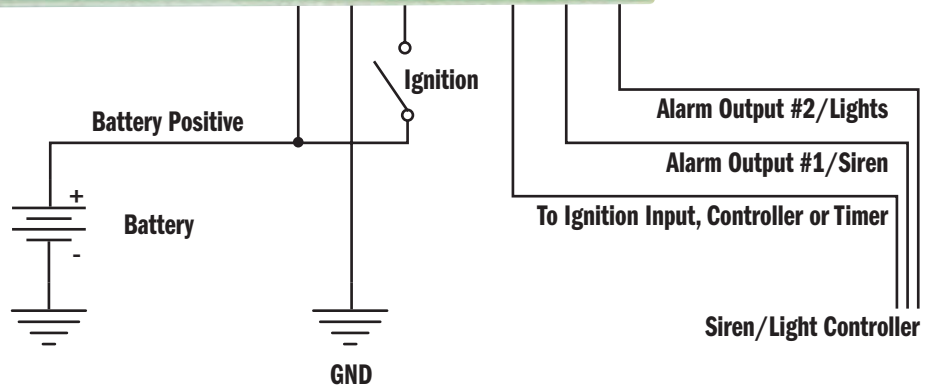 Ignition
Alarm Output #2/Lights
Battery Positive
Alarm Output #1/Siren
+
Battery
To Ignition Input, Controller or Timer
-
Siren/Light Controller
GND